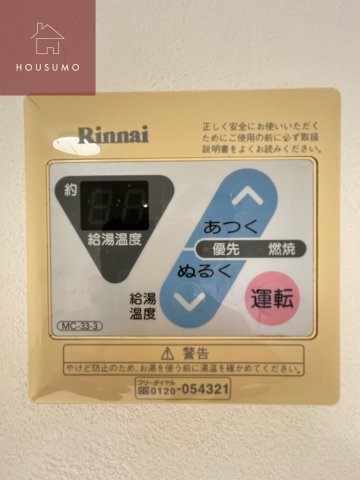 HOUSUMO
Rinnai
正しく安全にお使いいただく
ためにご使用の前に必ず取扱
説明書をよくお読みください。
約
給湯温度
あつく
優先 燃焼
ぬるく
給湯
温度
運転
MC-33-3
⚠警告
やけど防止のため、お湯を使う前に湯温を確かめてください。
フリーダイヤル
0120-054321